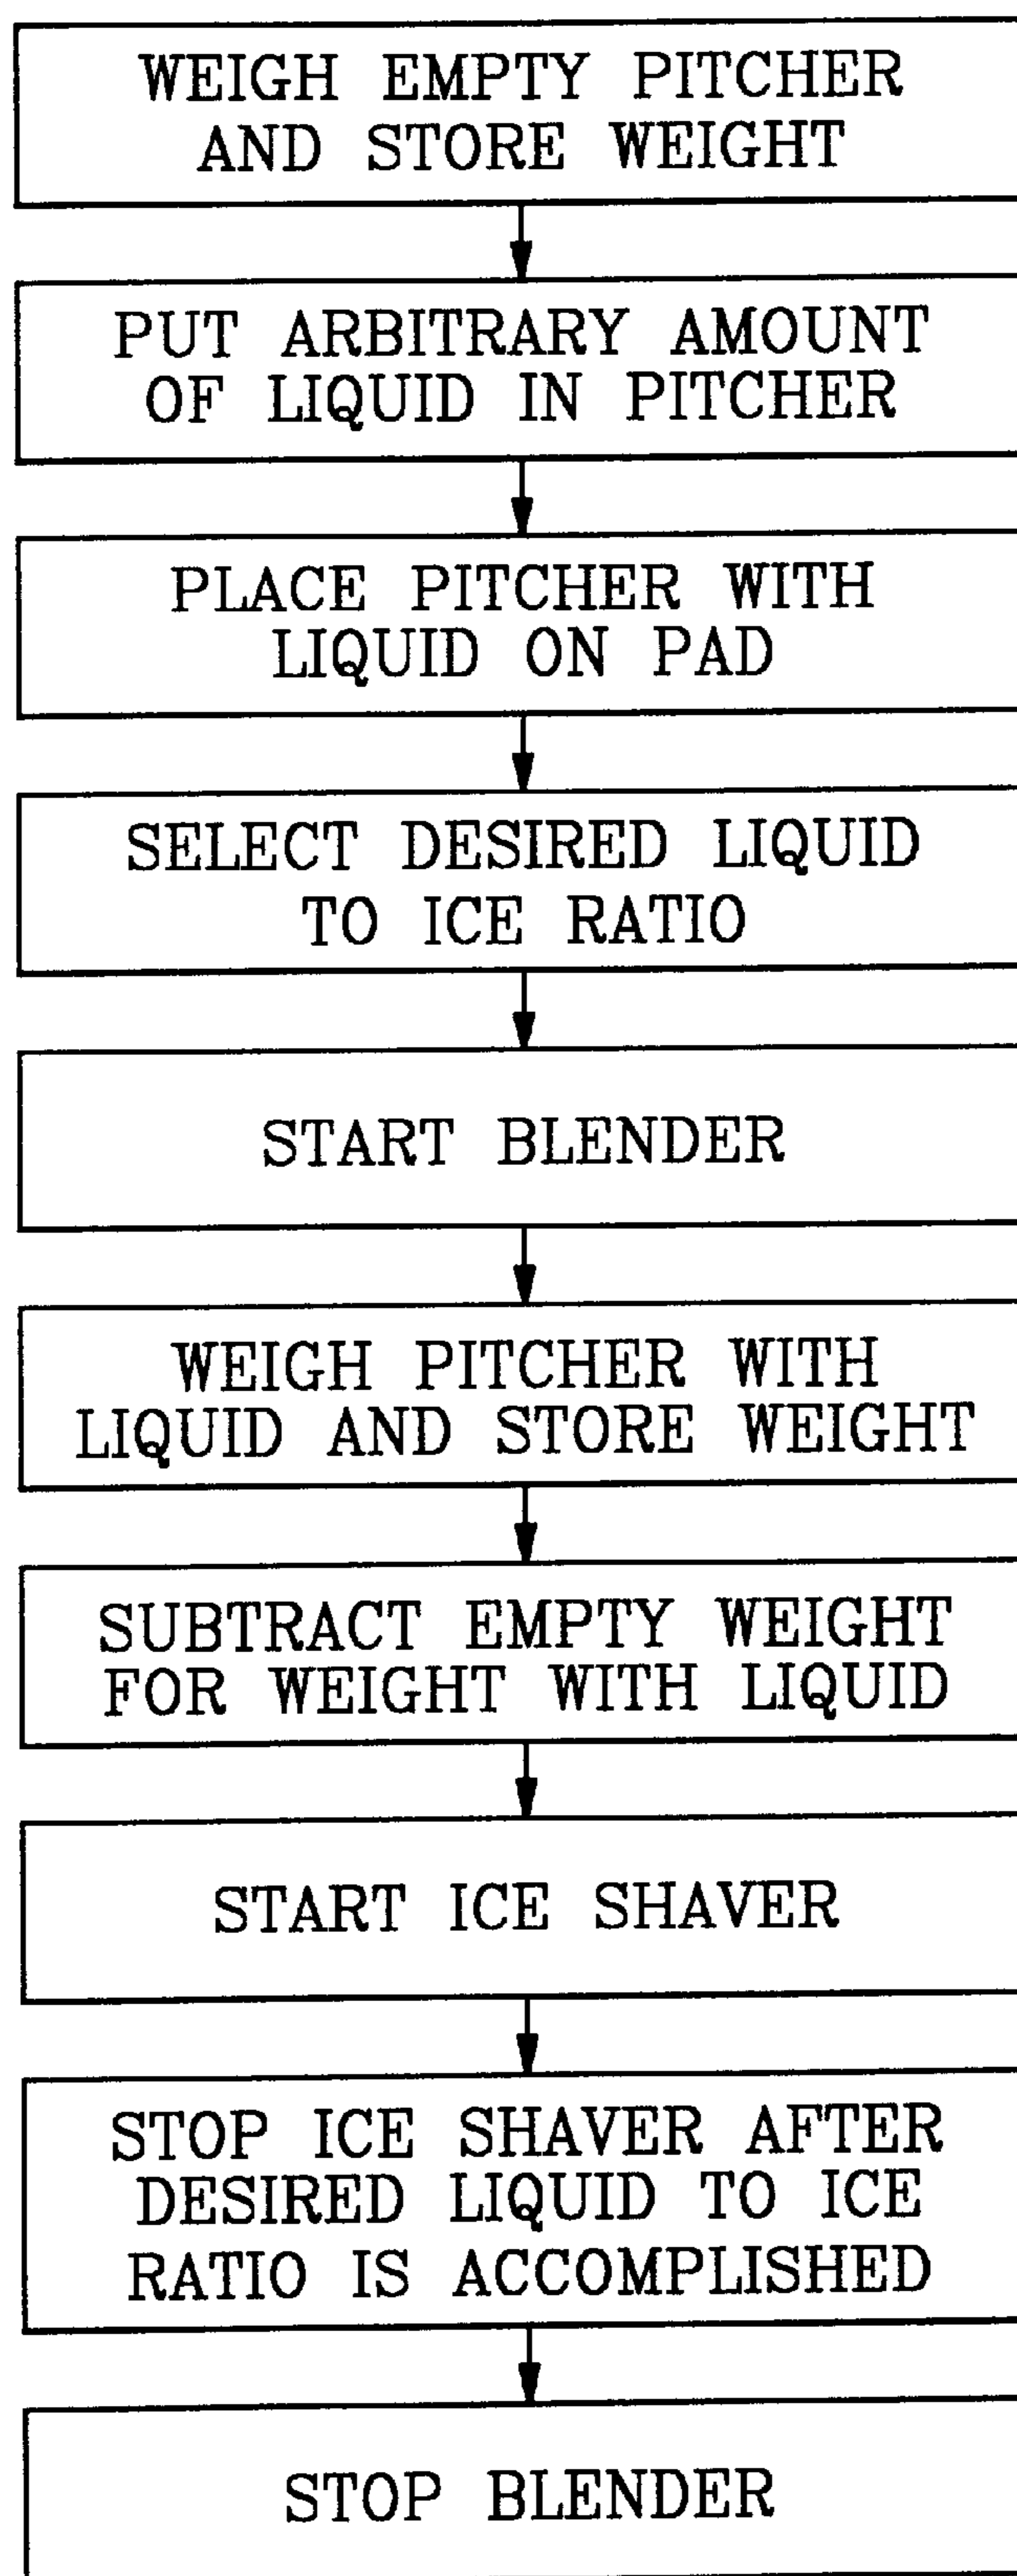 WEIGH EMPTY PITCHER
AND STORE WEIGHT
PUT ARBITRARY AMOUNT
OF LIQUID IN PITCHER
PLACE PITCHER WITH
LIQUID ON PAD
SELECT DESIRED LIQUID
TO ICE RATIO
START BLENDER
WEIGH PITCHER WITH
LIQUID AND STORE WEIGHT
SUBTRACT EMPTY WEIGHT
FOR WEIGHT WITH LIQUID
START ICE SHAVER
STOP ICE SHAVER AFTER
DESIRED LIQUID TO ICE
RATIO IS ACCOMPLISHED
STOP BLENDER